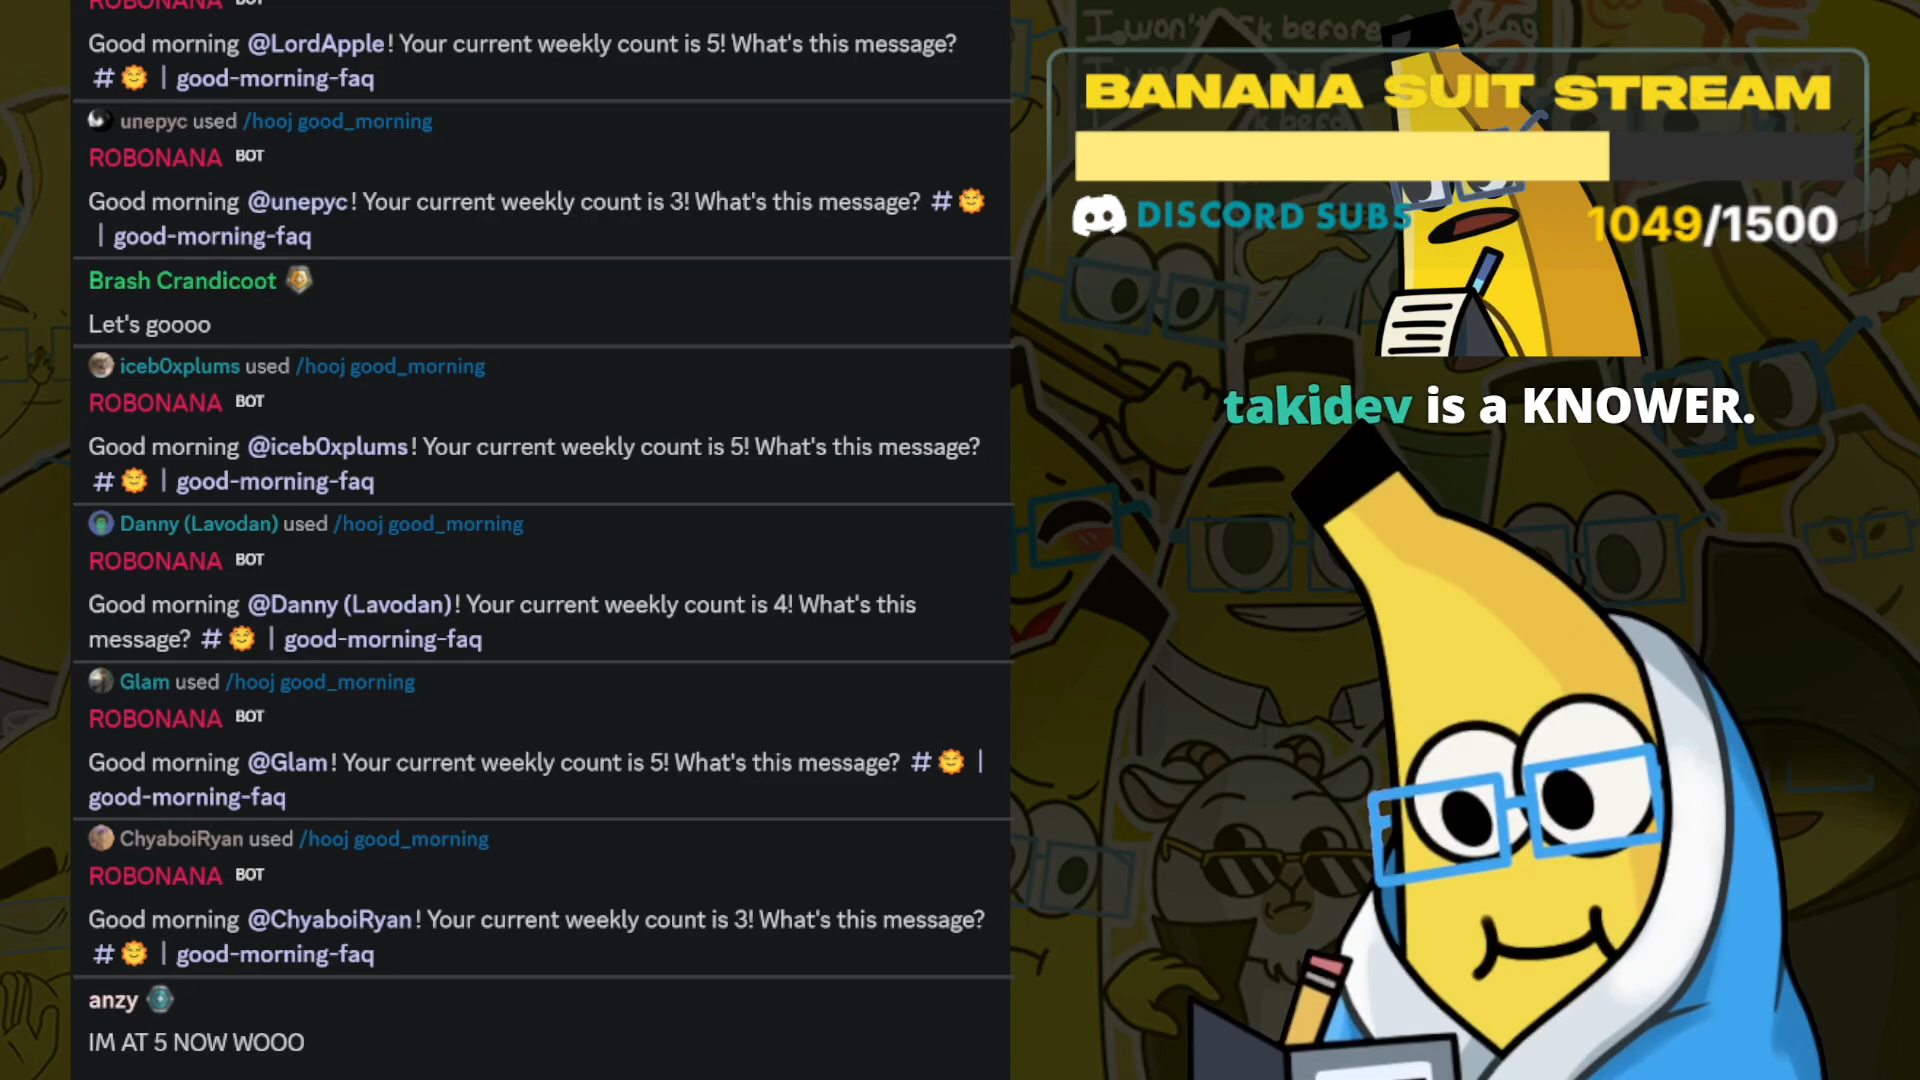 ROBONANA BOT
Good morning @LordApple! Your current weekly count is 5! What's this message?
# | good-morning-faq
unepyc used /hooj good_morning
ROBONANA BOT
Good morning @unepyc! Your current weekly count is 3! What's this message? #
| good-morning-faq
Brash Crandicoot
Let's goooo
iceb0xplums used /hooj good_morning
ROBONANA BOT
Good morning @iceb0xplums! Your current weekly count is 5! What's this message?
# | good-morning-faq
Danny (Lavodan) used /hooj good_morning
ROBONANA BOT
Good morning @Danny (Lavodan)! Your current weekly count is 4! What's this
message? # | good-morning-faq
Glam used /hooj good_morning
ROBONANA BOT
Good morning @Glam! Your current weekly count is 5! What's this message? # |
good-morning-faq
ChyaboiRyan used /hooj good_morning
ROBONANA BOT
Good morning @ChyaboiRyan! Your current weekly count is 3! What's this message?
# | good-morning-faq
anzy
IM AT 5 NOW WOOO
I won't before
BANANA SUIT STREAM
DISCORD SUBS
1049/1500
takidev is a KNOWER.